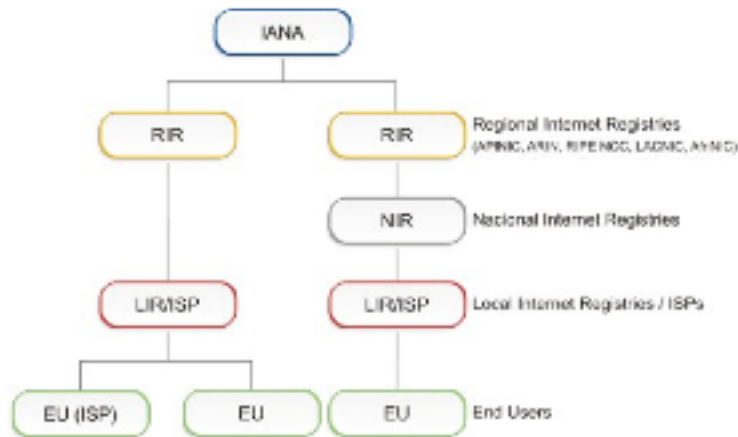 IANA
RIR
RIR
Regional Internet Registries
(APNIC, ARIN, RIPE NCC, LACNIC, AfriNIC)
NIR
Nacional Internet Registries
LIR/ISP
LIR/ISP
Local Internet Registries / ISPs
EU (ISP)
EU
EU
End Users